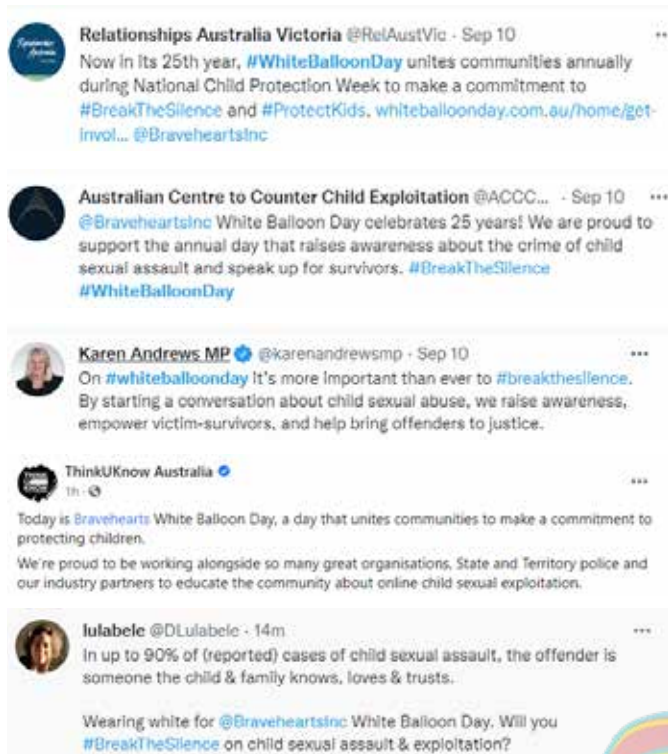 Relationships Australia Victoria @RelAustVic · Sep 10
Now in its 25th year, #WhiteBalloonDay unites communities annually
during National Child Protection Week to make a commitment to
#BreakTheSilence and #ProtectKids. whiteballoonday.com.au/home/get-
invol... @BraveheartsInc
Australian Centre to Counter Child Exploitation @ACCC... · Sep 10
@BraveheartsInc White Balloon Day celebrates 25 years! We are proud to
support the annual day that raises awareness about the crime of child
sexual assault and speak up for survivors. #BreakTheSilence
#WhiteBalloonDay
Karen Andrews MP @karenandrewsmp · Sep 10
On #whiteballoonday it's more important than ever to #breakthesilence.
By starting a conversation about child sexual abuse, we raise awareness,
empower victim-survivors, and help bring offenders to justice.
ThinkUKnow Australia
1h ·
Today is Bravehearts White Balloon Day, a day that unites communities to make a commitment to
protecting children.
We're proud to be working alongside so many great organisations, State and Territory police and
our industry partners to educate the community about online child sexual exploitation.
lulabele @DLulabele · 14m
In up to 90% of (reported) cases of child sexual assault, the offender is
someone the child & family knows, loves & trusts.
Wearing white for @BraveheartsInc White Balloon Day. Will you
#BreakTheSilence on child sexual assault & exploitation?